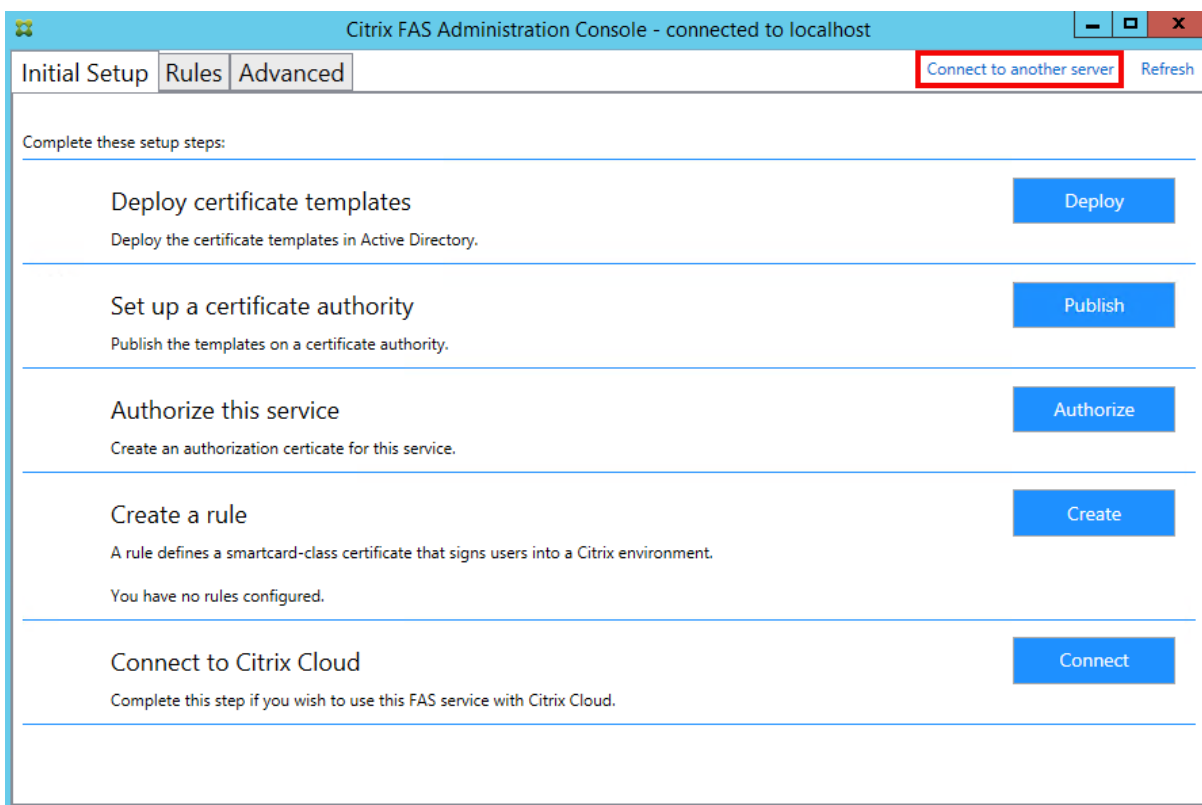 Citrix FAS Administration Console - connected to localhost
Initial Setup Rules Advanced Connect to another server Refresh
Complete these setup steps:
Deploy certificate templates
Deploy
Deploy the certificate templates in Active Directory.
Set up a certificate authority
Publish
Publish the templates on a certificate authority.
Authorize this service
Authorize
Create an authorization certicate for this service.
Create a rule
Create
A rule defines a smartcard-class certificate that signs users into a Citrix environment.
You have no rules configured.
Connect to Citrix Cloud
Connect
Complete this step if you wish to use this FAS service with Citrix Cloud.